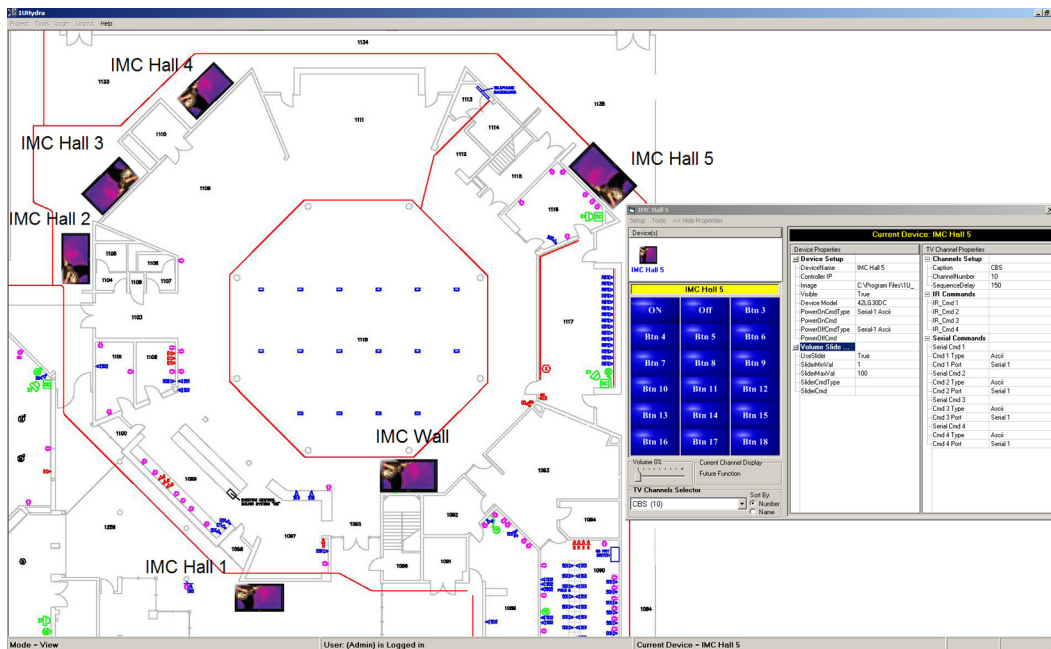 1UHydra
Project Tools Login Logout Help
IMC Hall 4
IMC Hall 3
IMC Hall 2
IMC Hall 5
IMC Wall
IMC Hall 1
1134
1133
1135
1113
1110
1111
1114
1112
1115
1109
1116
1105
1106
1104
1108
1107
1103
1117
1118
1101
1102
1100
1093
1099
1092
1094
1258
1095
1097
1098
1096
1091
1090
1084
IMC Hall 5
Setup Tools << Hide Properties
Device(s)
IMC Hall 5
IMC Hall 5
ON Off Btn 3
Btn 4 Btn 5 Btn 6
Btn 7 Btn 8 Btn 9
Btn 10 Btn 11 Btn 12
Btn 13 Btn 14 Btn 15
Btn 16 Btn 17 Btn 18
Volume 0%
Current Channel Display
Future Function
TV Channels Selector
CBS (10)
Sort By:
Number
Name
Current Device: IMC Hall 5
Device Properties
Device Setup
DeviceName IMC Hall 5
Controller IP
Image C:\Program Files\1U_
Visible True
Device Model 42LG30DC
PowerOnCmdType Serial-1 Ascii
PowerOnCmd
PowerOffCmdType Serial-1 Ascii
PowerOffCmd
Volume Slide ...
UseSlider True
SliderMinVal 1
SliderMaxVal 100
SliderCmdType
SliderCmd
TV Channel Properties
Channels Setup
Caption CBS
ChannelNumber 10
SequenceDelay 150
IR Commands
IR_Cmd 1
IR_Cmd 2
IR_Cmd 3
IR_Cmd 4
Serial Commands
Serial Cmd 1
Cmd 1 Type Ascii
Cmd 1 Port Serial 1
Serial Cmd 2
Cmd 2 Type Ascii
Cmd 2 Port Serial 1
Serial Cmd 3
Cmd 3 Type Ascii
Cmd 3 Port Serial 1
Serial Cmd 4
Cmd 4 Type Ascii
Cmd 4 Port Serial 1
Mode - View
User: (Admin) is Logged in
Current Device - IMC Hall 5